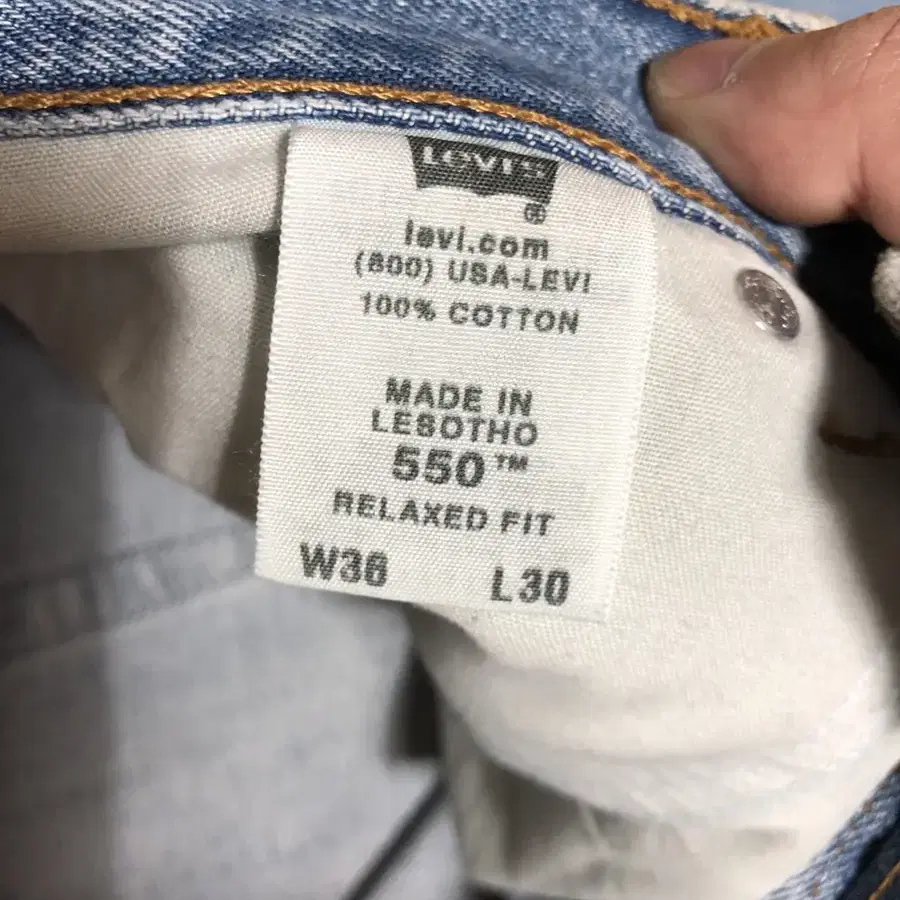 LEVI'S
®
levi.com
(800) USA-LEVI
100% COTTON
MADE IN
LESOTHO
550™
RELAXED FIT
W36 L30